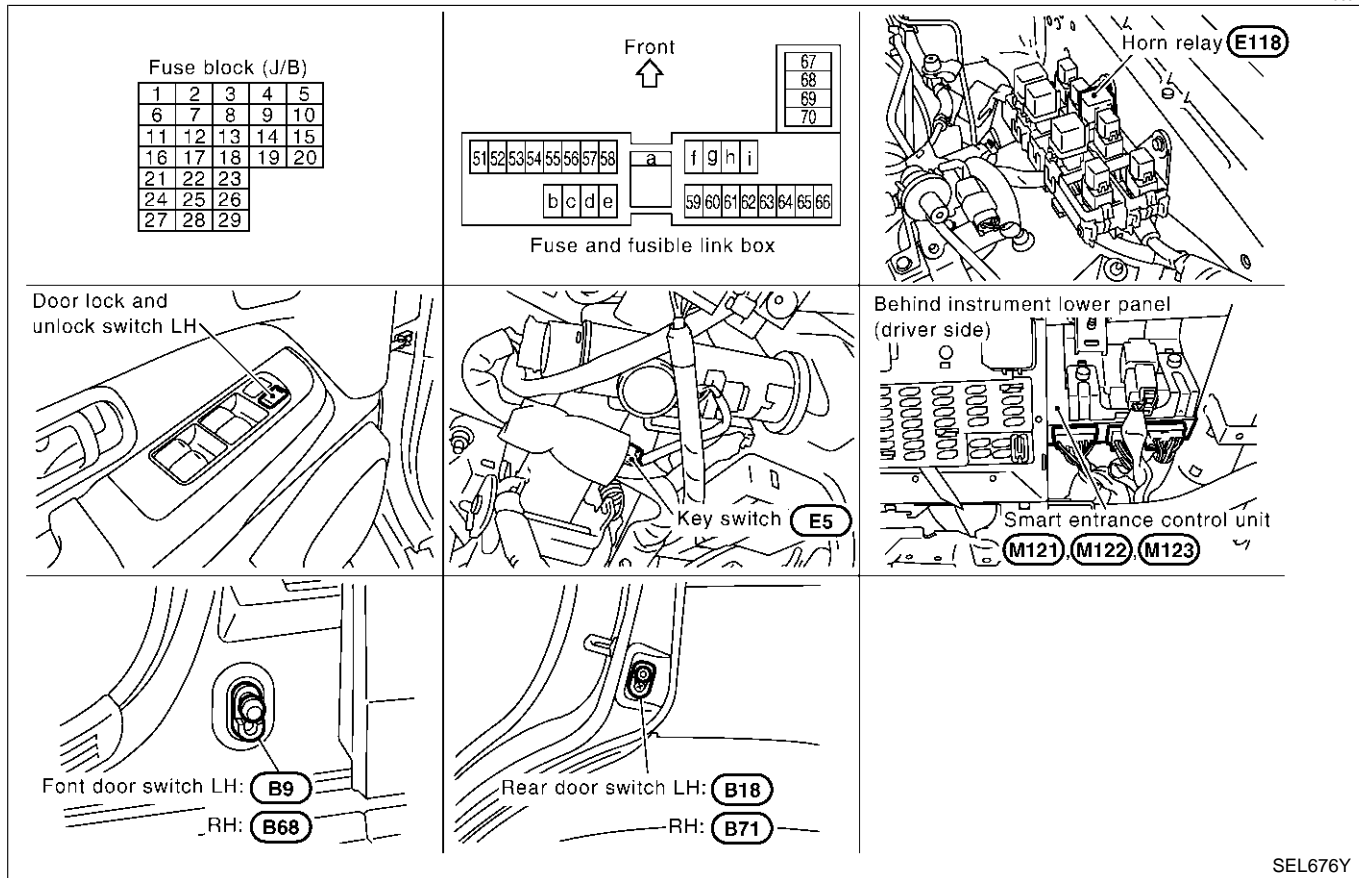 Fuse block (J/B)
1 2 3 4 5
6 7 8 9 10
11 12 13 14 15
16 17 18 19 20
21 22 23
24 25 26
27 28 29
Front
67
68
69
70
51 52 53 54 55 56 57 58
a
f g h i
b c d e
59 60 61 62 63 64 65 66
Fuse and fusible link box
Horn relay E118
Door lock and
unlock switch LH
Key switch E5
Behind instrument lower panel
(driver side)
Smart entrance control unit
M121, M122, M123
Font door switch LH: B9
RH: B68
Rear door switch LH: B18
RH: B71
SEL676Y